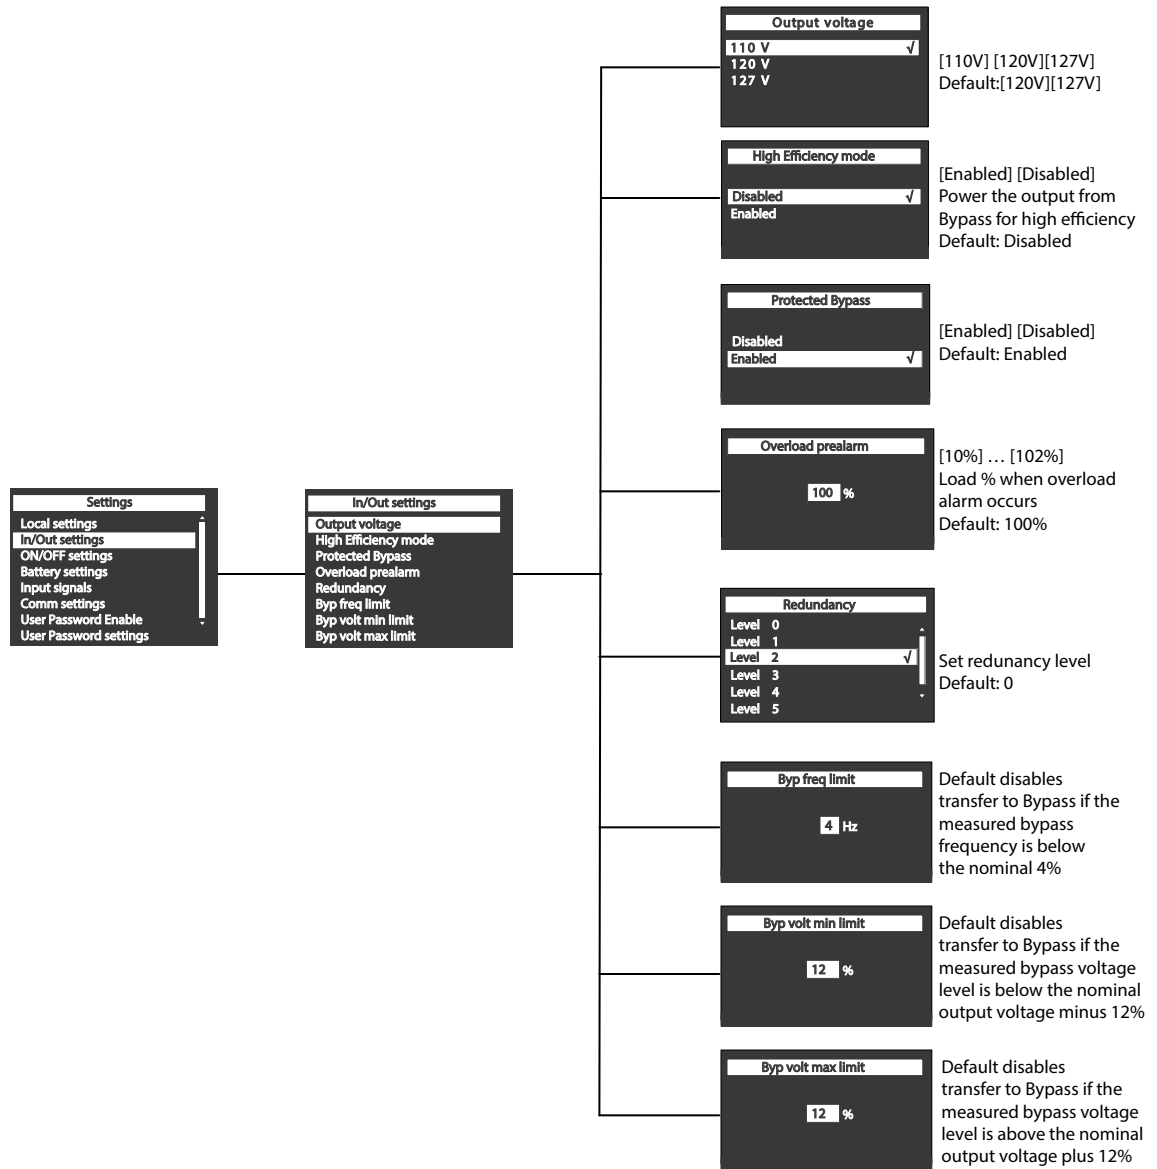 Settings
Local settings
In/Out settings
ON/OFF settings
Battery settings
Input signals
Comm settings
User Password Enable
User Password settings
In/Out settings
Output voltage
High Efficiency mode
Protected Bypass
Overload prealarm
Redundancy
Byp freq limit
Byp volt min limit
Byp volt max limit
Output voltage
110 V √
120 V
127 V
[110V] [120V][127V]
Default:[120V][127V]
High Efficiency mode
Disabled √
Enabled
[Enabled] [Disabled]
Power the output from
Bypass for high efficiency
Default: Disabled
Protected Bypass
Disabled
Enabled √
[Enabled] [Disabled]
Default: Enabled
Overload prealarm
100 %
[10%] … [102%]
Load % when overload
alarm occurs
Default: 100%
Redundancy
Level 0
Level 1
Level 2 √
Level 3
Level 4
Level 5
Set redunancy level
Default: 0
Byp freq limit
4 Hz
Default disables
transfer to Bypass if the
measured bypass
frequency is below
the nominal 4%
Byp volt min limit
12 %
Default disables
transfer to Bypass if the
measured bypass voltage
level is below the nominal
output voltage minus 12%
Byp volt max limit
12 %
Default disables
transfer to Bypass if the
measured bypass voltage
level is above the nominal
output voltage plus 12%